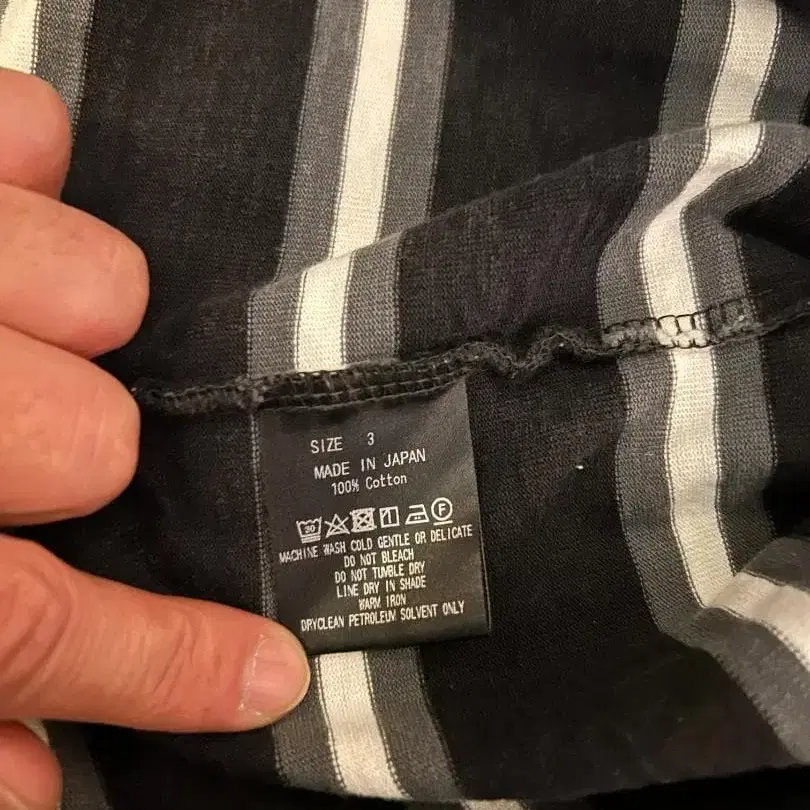 SIZE 3
MADE IN JAPAN
100% Cotton
30 F
MACHINE WASH COLD GENTLE OR DELICATE
DO NOT BLEACH
DO NOT TUMBLE DRY
LINE DRY IN SHADE
WARM IRON
DRYCLEAN PETROLEUM SOLVENT ONLY